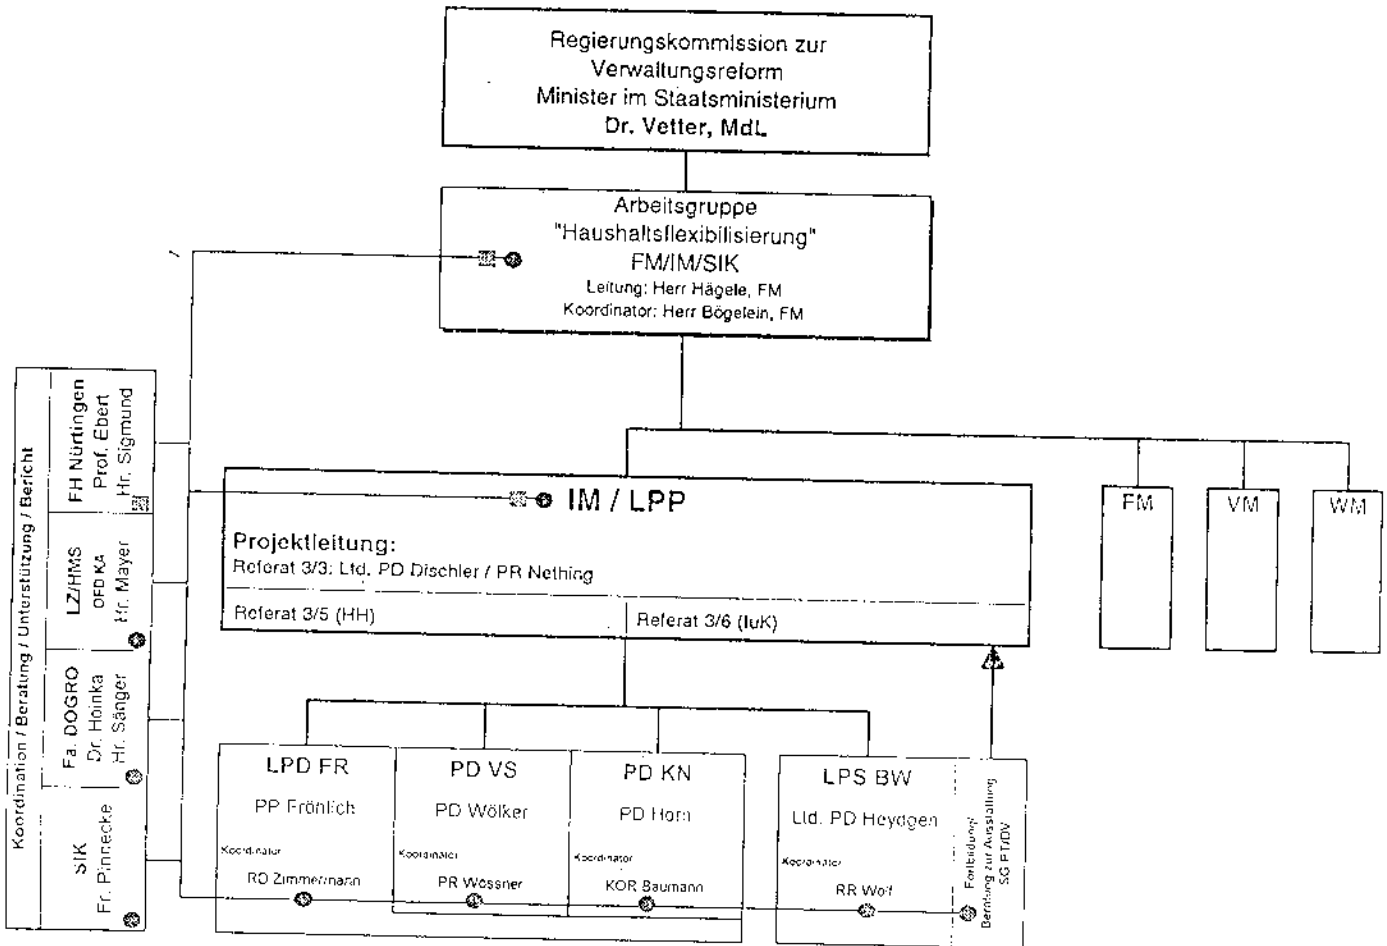 Regierungskommission zur
Verwaltungsreform
Minister im Staatsministerium
Dr. Vetter, MdL
Arbeitsgruppe
"Haushaltsflexibilisierung"
FM/IM/SIK
Leitung: Herr Hägele, FM
Koordinator: Herr Bögelein, FM
Koordination / Beratung / Unterstützung / Bericht
FH Nürtingen
Prof. Ebert
Hr. Sigmund
LZ/HMS
OFD KA
Hr. Mayer
Fa. DOGRO
Dr. Hoinka
Hr. Sänger
SIK
Fr. Pinnecke
IM / LPP
Projektleitung:
Referat 3/3: Ltd. PD Dischler / PR Nething
Referat 3/5 (HH)
Referat 3/6 (IuK)
FM
VM
WM
LPD FR
PP Fröhlich
Koordinator
RD Zimmermann
PD VS
PD Wölker
Koordinator
PR Wössner
PD KN
PD Horn
Koordinator
KOR Baumann
LPS BW
Ltd. PD Heydgen
Koordinator
RR Wolf
Fortbildung/
Beratung zur Ausstattung
SG PT/DV